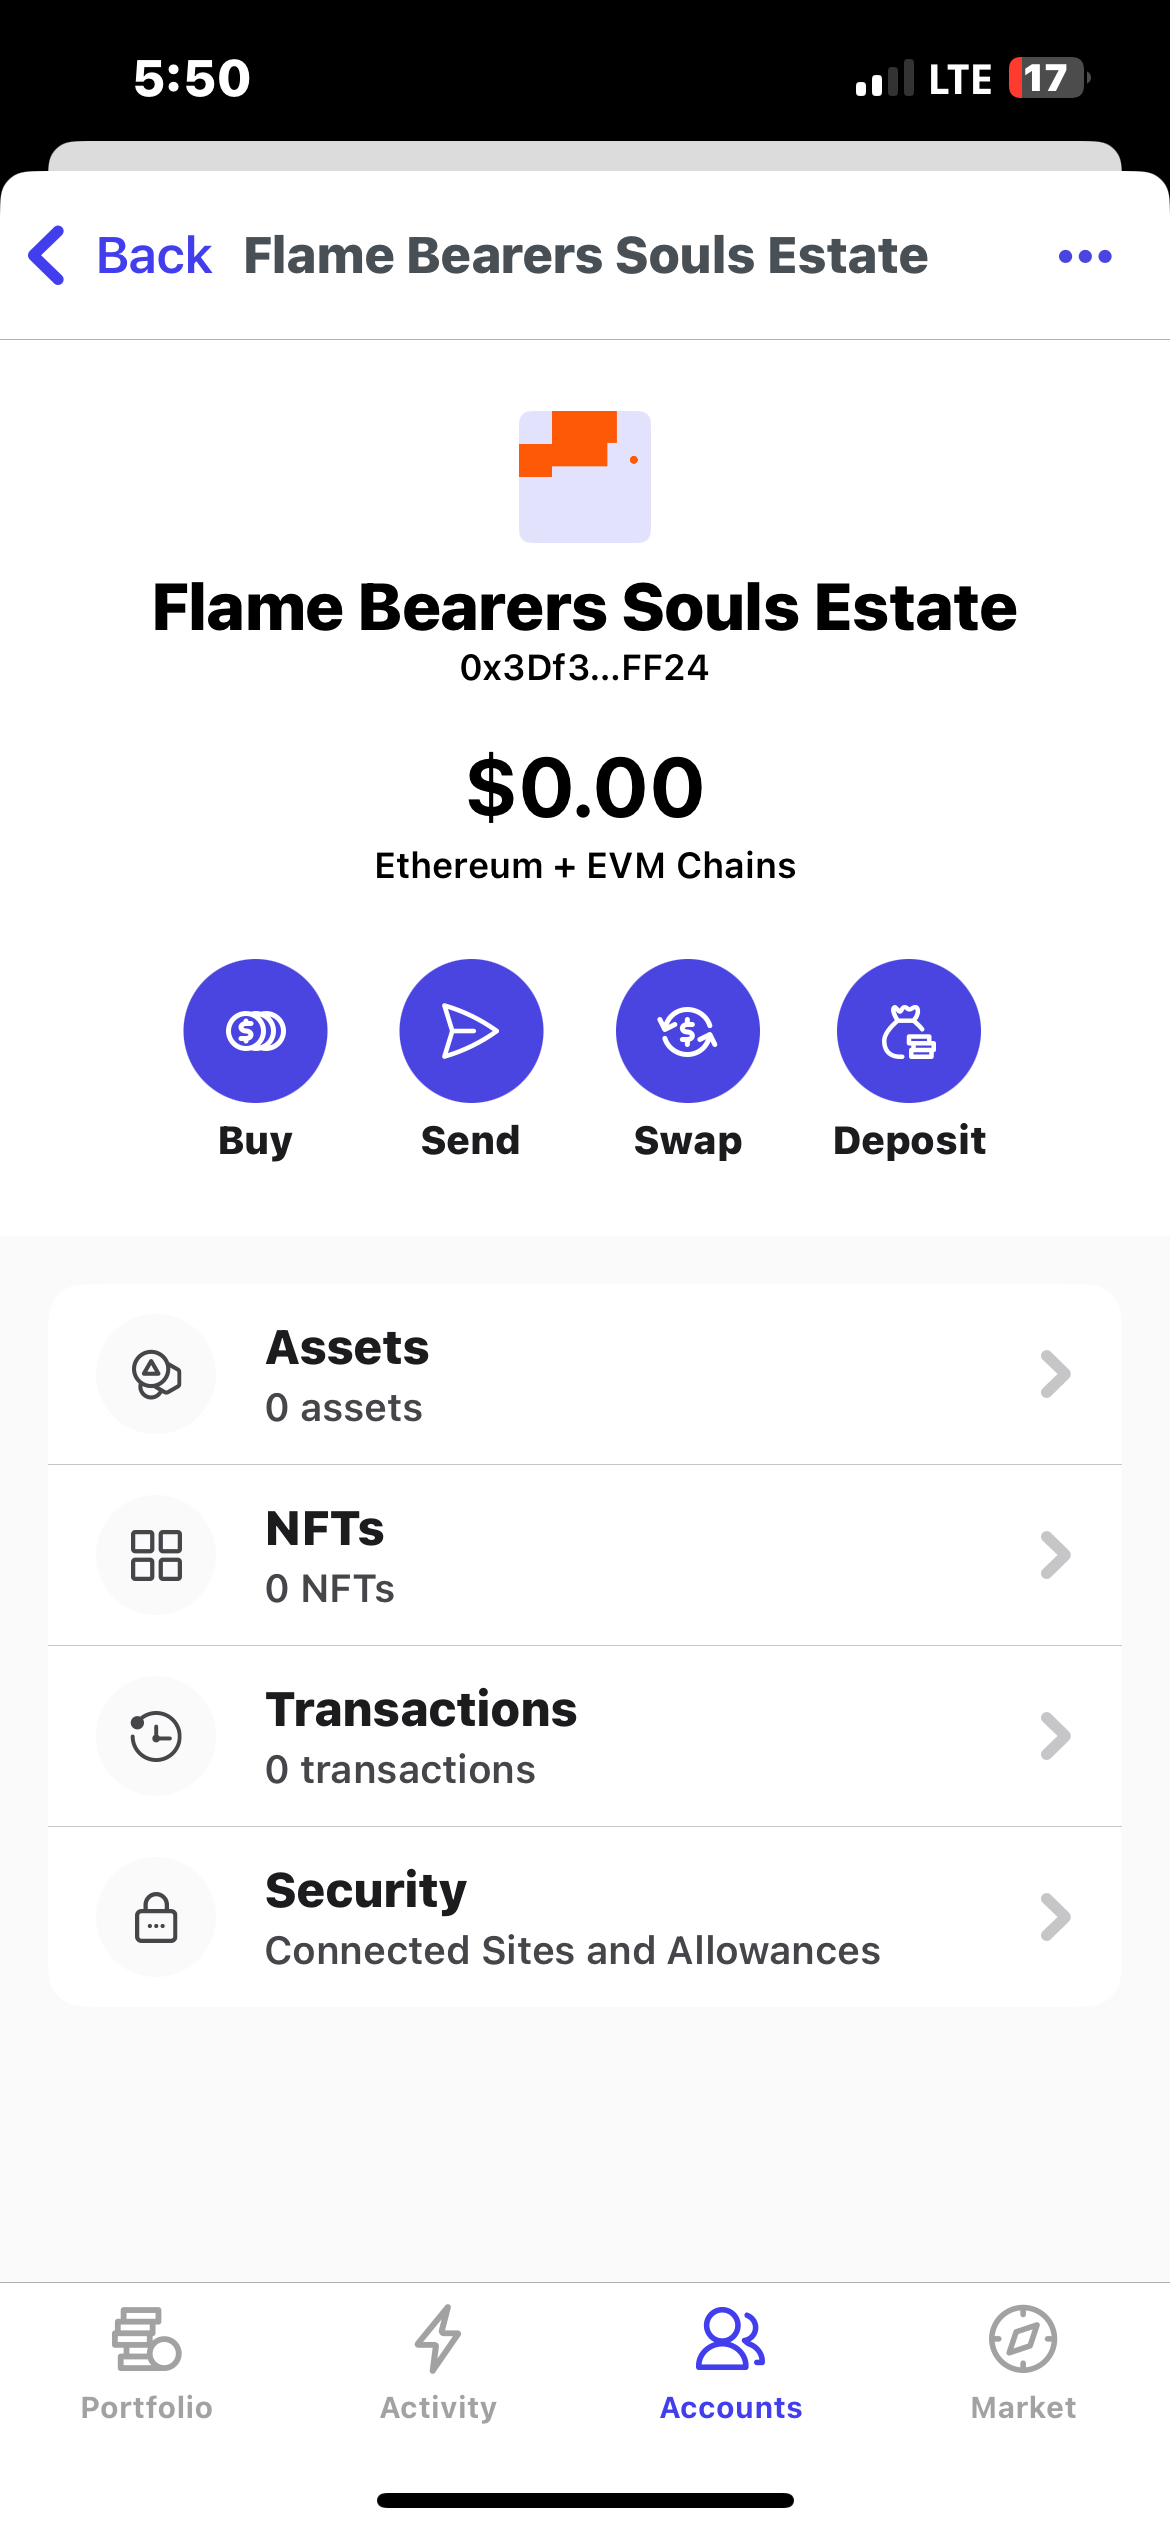 5:50
LTE 17
Back Flame Bearers Souls Estate
Flame Bearers Souls Estate
0x3Df3...FF24
$0.00
Ethereum + EVM Chains
Buy Send Swap Deposit
Assets
0 assets
NFTs
0 NFTs
Transactions
0 transactions
Security
Connected Sites and Allowances
Portfolio Activity Accounts Market